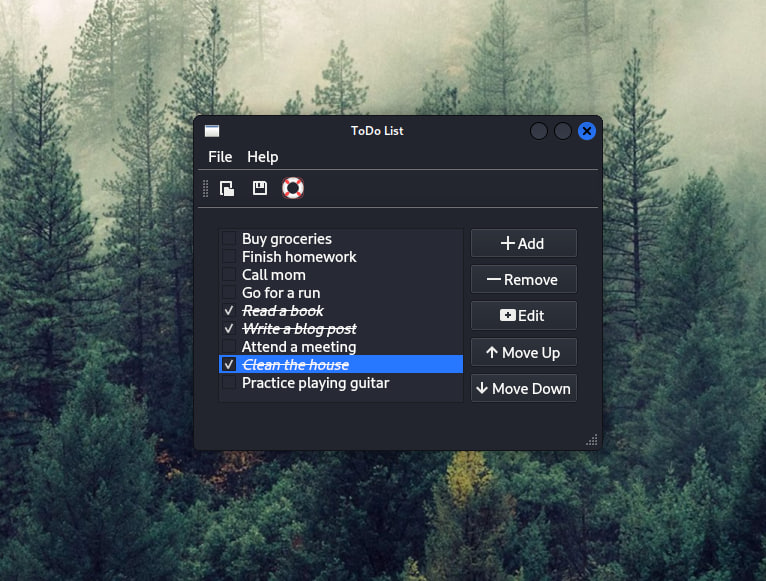 ToDo List
File Help
Buy groceries
Finish homework
Call mom
Go for a run
Read a book
Write a blog post
Attend a meeting
Clean the house
Practice playing guitar
Add
Remove
Edit
Move Up
Move Down